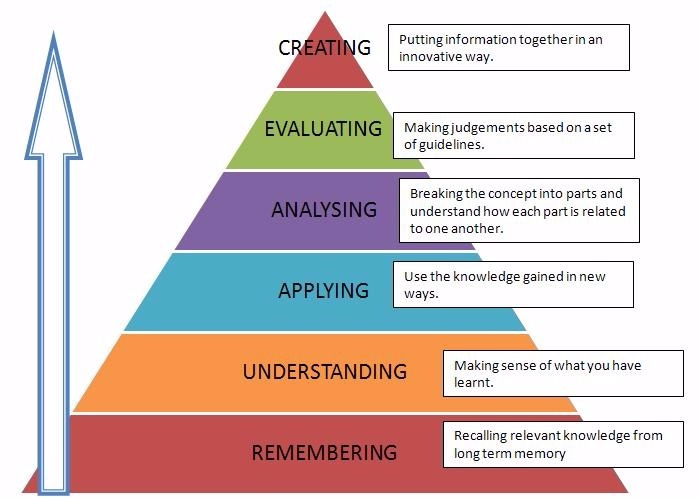 CREATING
Putting information together in an
innovative way.
EVALUATING
Making judgements based on a set
of guidelines.
ANALYSING
Breaking the concept into parts and
understand how each part is related
to one another.
APPLYING
Use the knowledge gained in new
ways.
UNDERSTANDING
Making sense of what you have
learnt.
REMEMBERING
Recalling relevant knowledge from
long term memory